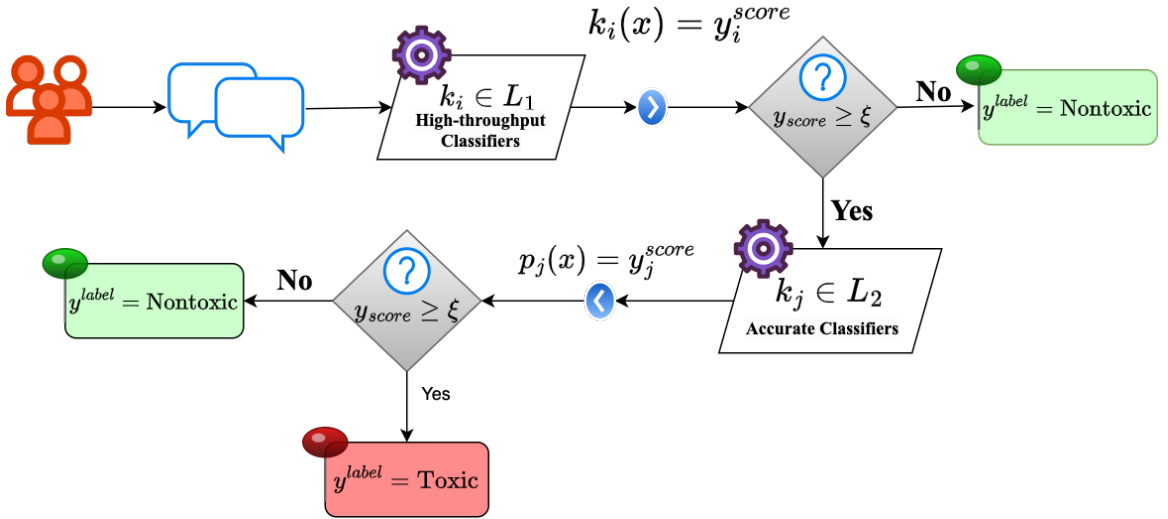 k_i(x) = y_i^{score}
k_i ∈ L_1
High-throughput
Classifiers
y_{score} ≥ ξ
No
y^{label} = Nontoxic
Yes
k_j ∈ L_2
Accurate Classifiers
p_j(x) = y_j^{score}
y_{score} ≥ ξ
No
y^{label} = Nontoxic
Yes
y^{label} = Toxic